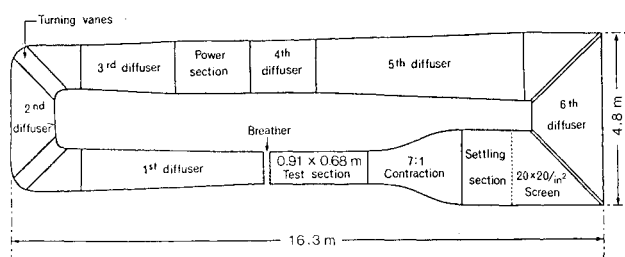 Turning vanes
3rd diffuser
Power
section
4th
diffuser
5th diffuser
2nd
diffuser
6th
diffuser
4.8 m
Breather
1st diffuser
0.91 x 0.68 m
Test section
7:1
Contraction
Settling
section
20×20/in²
Screen
16.3 m